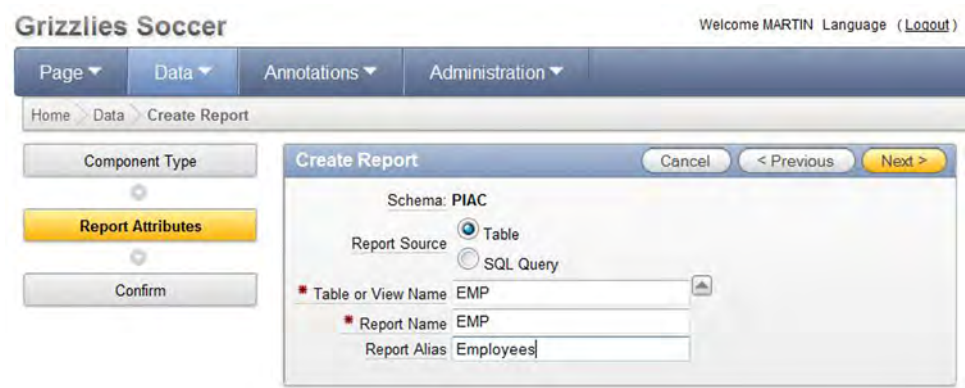 Grizzlies Soccer
Welcome MARTIN Language (Logout)
Page Data Annotations Administration
Home Data Create Report
Component Type
Report Attributes
Confirm
Create Report
Cancel < Previous Next >
Schema: PIAC
Report Source Table
SQL Query
* Table or View Name EMP
* Report Name EMP
Report Alias Employees